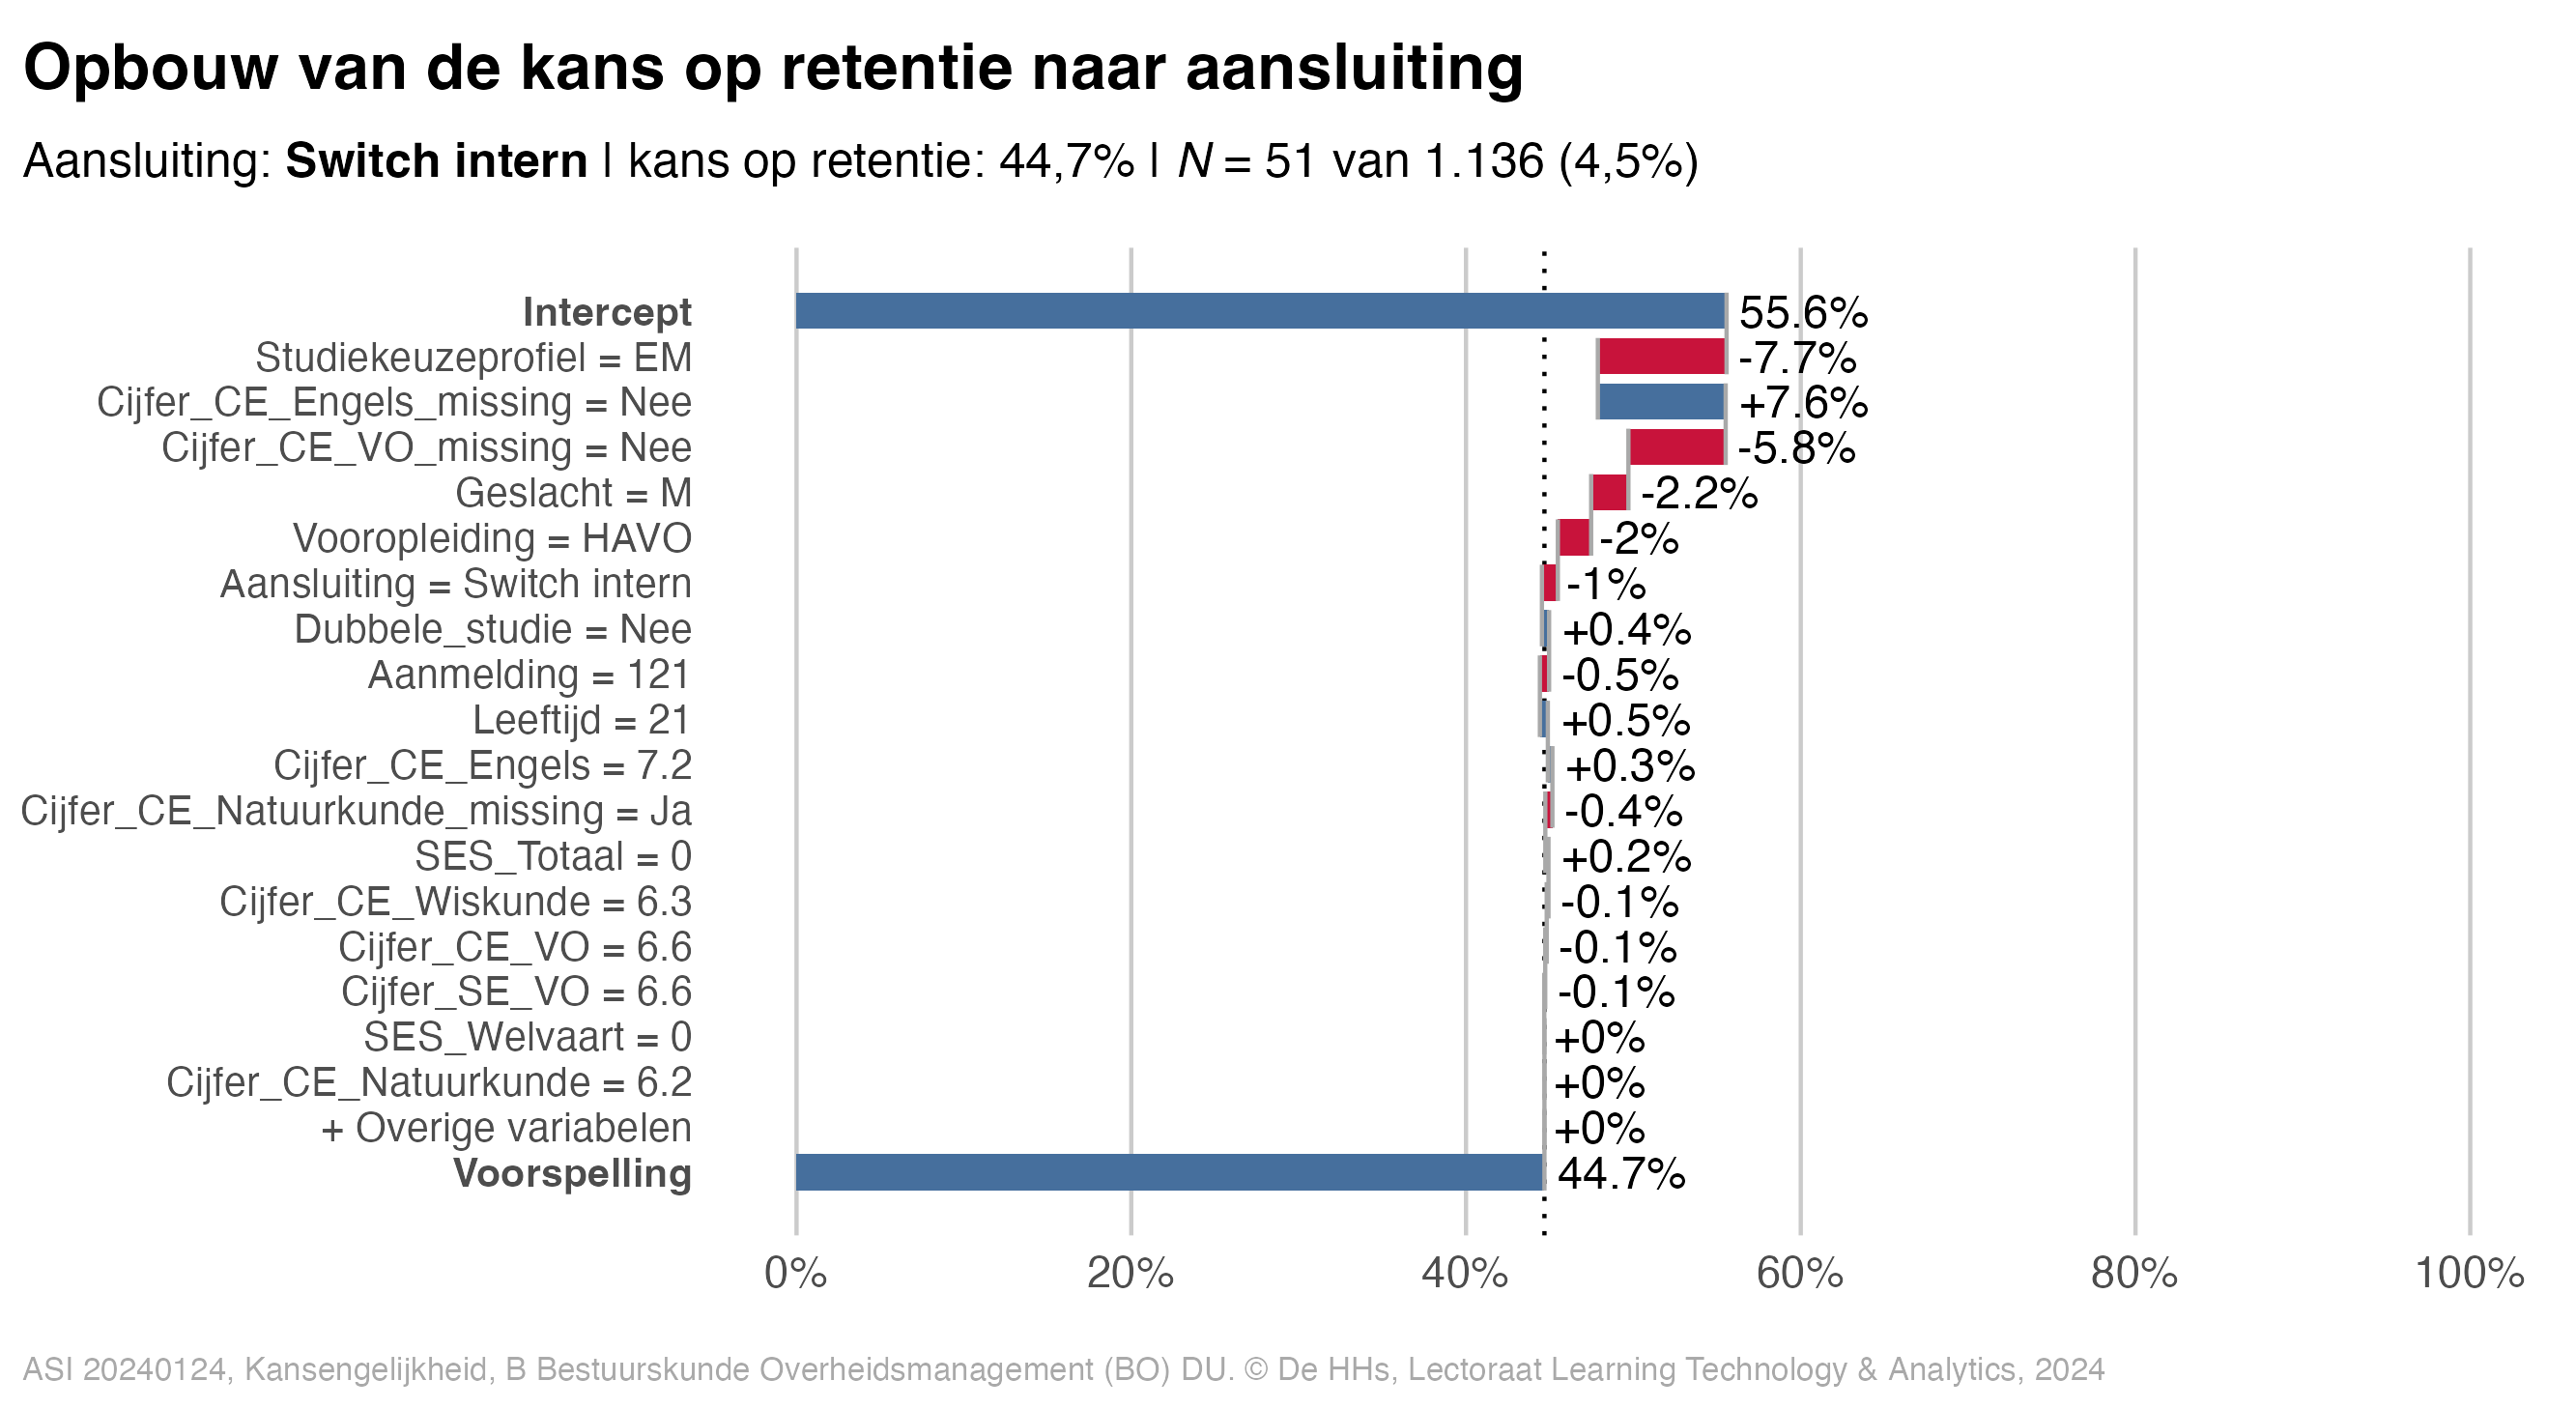 Opbouw van de kans op retentie naar aansluiting
Aansluiting: Switch intern | kans op retentie: 44,7% | N = 51 van 1.136 (4,5%)
Intercept 55.6%
Studiekeuzeprofiel = EM -7.7%
Cijfer_CE_Engels_missing = Nee +7.6%
Cijfer_CE_VO_missing = Nee -5.8%
Geslacht = M -2.2%
Vooropleiding = HAVO -2%
Aansluiting = Switch intern -1%
Dubbele_studie = Nee +0.4%
Aanmelding = 121 -0.5%
Leeftijd = 21 +0.5%
Cijfer_CE_Engels = 7.2 +0.3%
Cijfer_CE_Natuurkunde_missing = Ja -0.4%
SES_Totaal = 0 +0.2%
Cijfer_CE_Wiskunde = 6.3 -0.1%
Cijfer_CE_VO = 6.6 -0.1%
Cijfer_SE_VO = 6.6 -0.1%
SES_Welvaart = 0 +0%
Cijfer_CE_Natuurkunde = 6.2 +0%
+ Overige variabelen +0%
Voorspelling 44.7%
0% 20% 40% 60% 80% 100%
ASI 20240124, Kansengelijkheid, B Bestuurskunde Overheidsmanagement (BO) DU. © De HHs, Lectoraat Learning Technology & Analytics, 2024